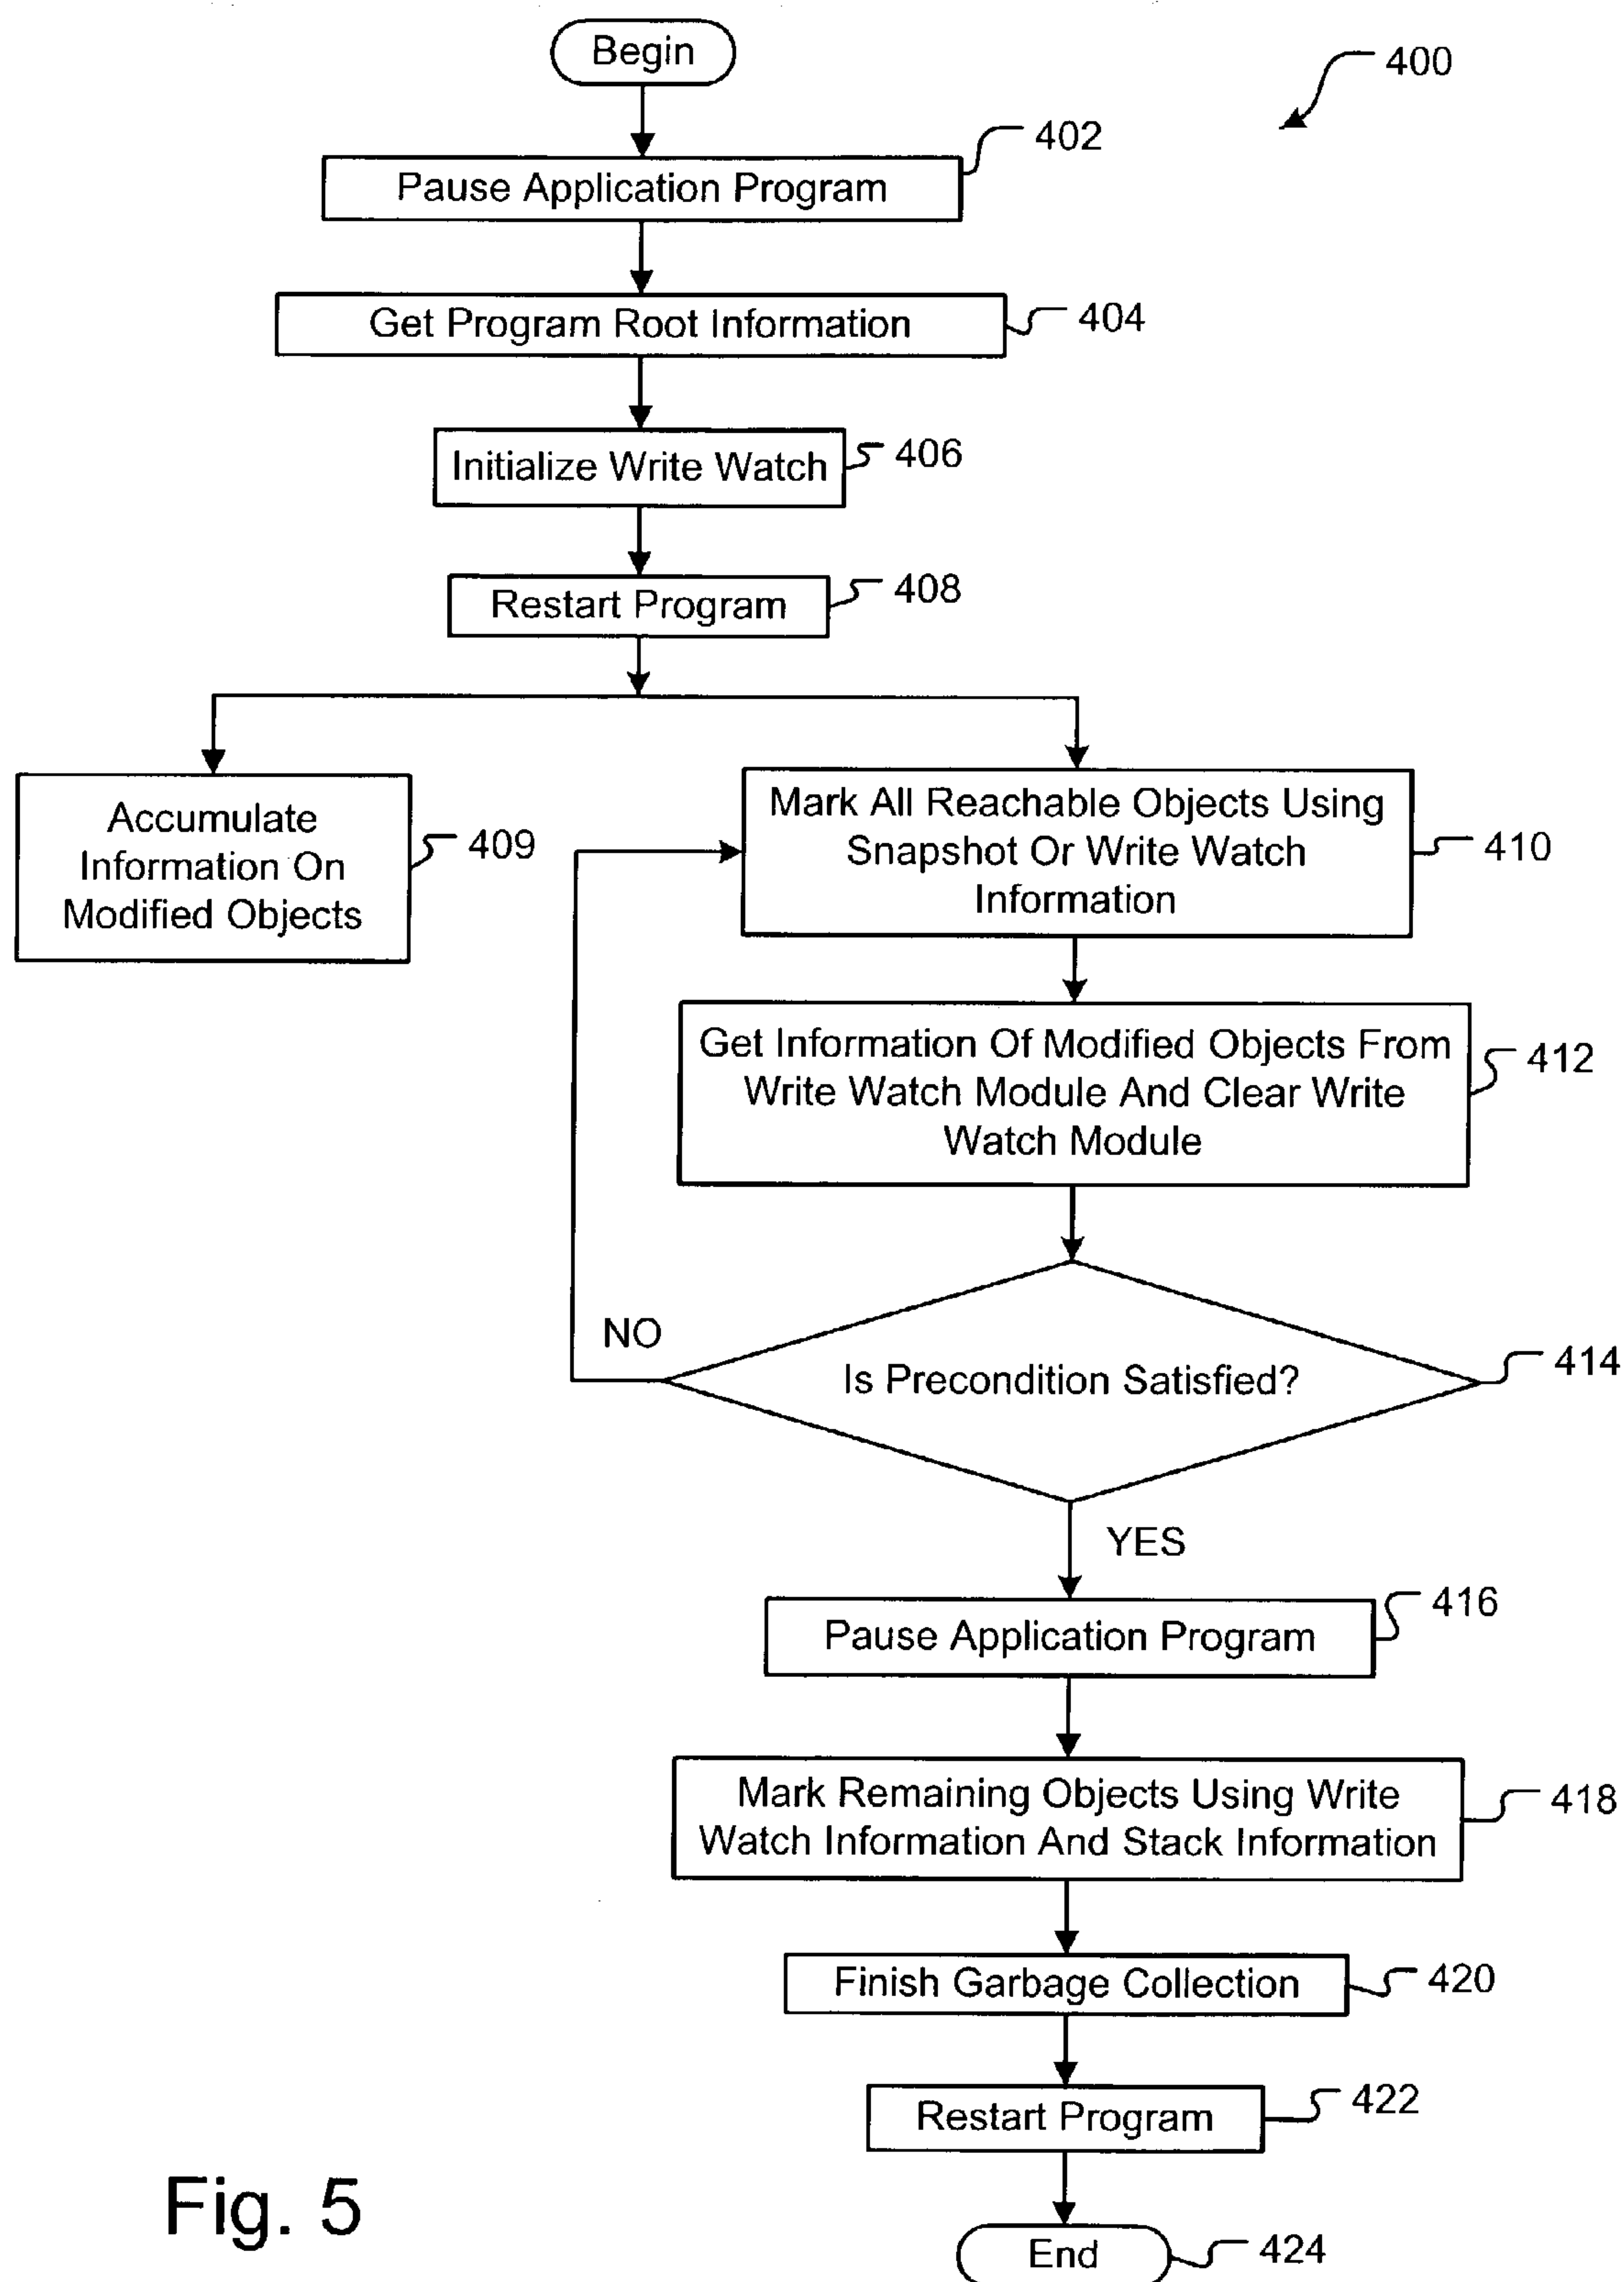 Begin
400
402
Pause Application Program
Get Program Root Information
404
Initialize Write Watch
406
Restart Program
408
Accumulate
Information On
Modified Objects
409
Mark All Reachable Objects Using
Snapshot Or Write Watch
Information
410
Get Information Of Modified Objects From
Write Watch Module And Clear Write
Watch Module
412
NO
Is Precondition Satisfied?
414
YES
Pause Application Program
416
Mark Remaining Objects Using Write
Watch Information And Stack Information
418
Finish Garbage Collection
420
Restart Program
422
End
424
Fig. 5